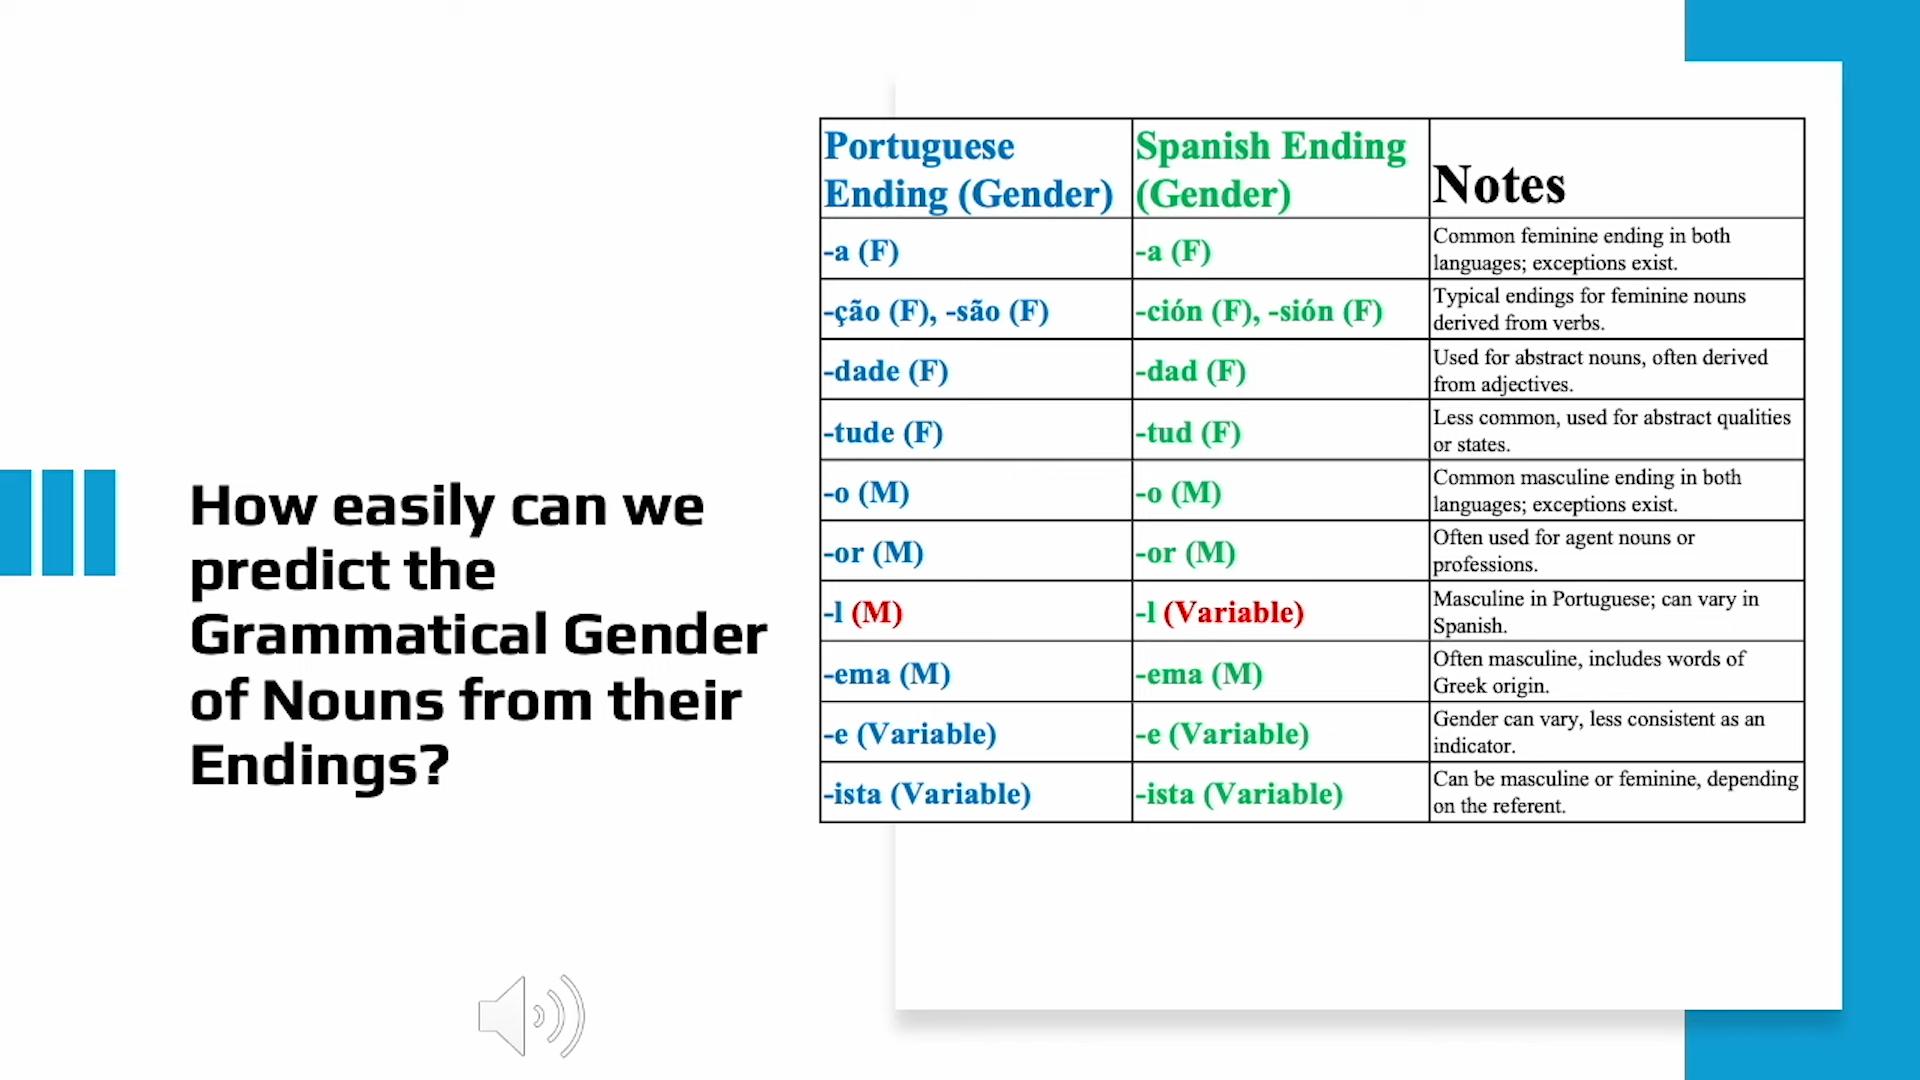 How easily can we
predict the
Grammatical Gender
of Nouns from their
Endings?
Portuguese
Ending (Gender)
Spanish Ending
(Gender)
Notes
-a (F)
-a (F)
Common feminine ending in both
languages; exceptions exist.
-ção (F), -são (F)
-ción (F), -sión (F)
Typical endings for feminine nouns
derived from verbs.
-dade (F)
-dad (F)
Used for abstract nouns, often derived
from adjectives.
-tude (F)
-tud (F)
Less common, used for abstract qualities
or states.
-o (M)
-o (M)
Common masculine ending in both
languages; exceptions exist.
-or (M)
-or (M)
Often used for agent nouns or
professions.
-l (M)
-l (Variable)
Masculine in Portuguese; can vary in
Spanish.
-ema (M)
-ema (M)
Often masculine, includes words of
Greek origin.
-e (Variable)
-e (Variable)
Gender can vary, less consistent as an
indicator.
-ista (Variable)
-ista (Variable)
Can be masculine or feminine, depending
on the referent.